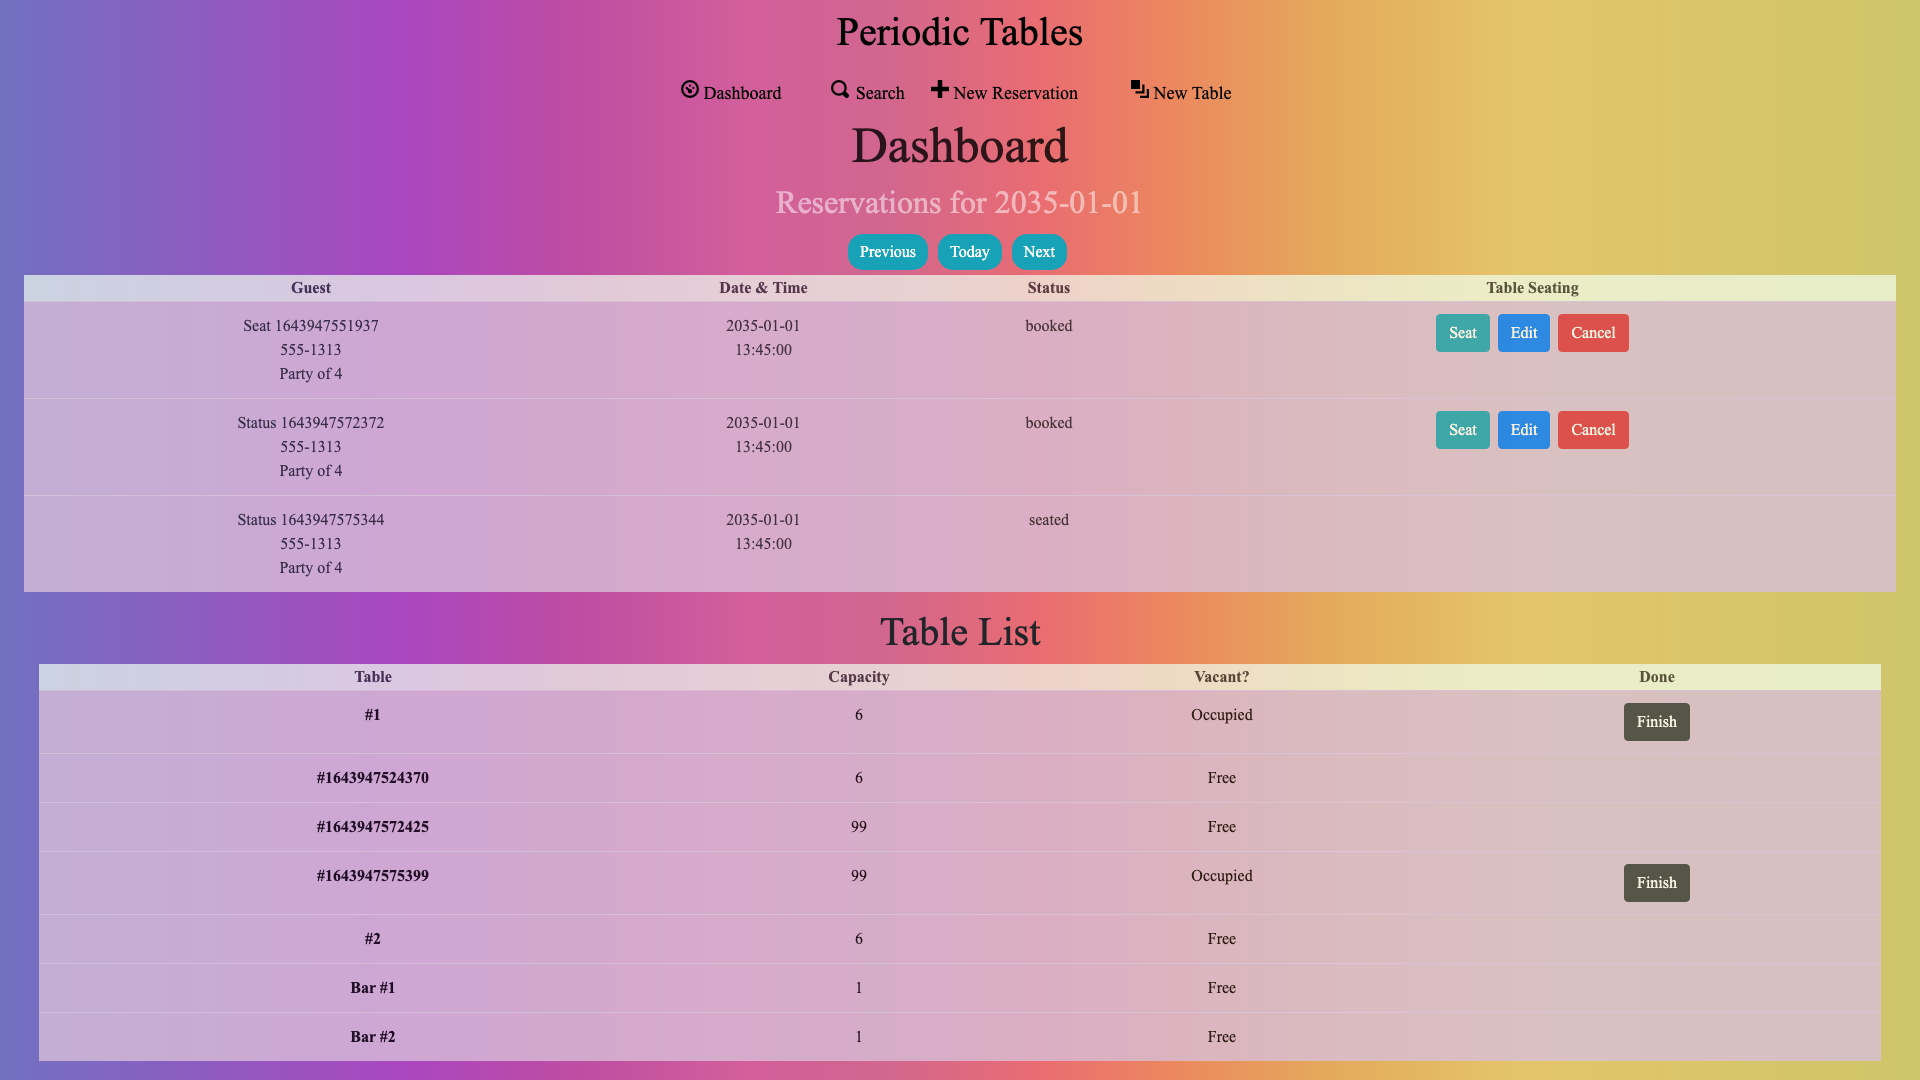 Periodic Tables
Dashboard Search New Reservation New Table
Dashboard
Reservations for 2035-01-01
Previous Today Next
Guest Date & Time Status Table Seating
Seat 1643947551937 2035-01-01 booked Seat Edit Cancel
555-1313 13:45:00
Party of 4
Status 1643947572372 2035-01-01 booked Seat Edit Cancel
555-1313 13:45:00
Party of 4
Status 1643947575344 2035-01-01 seated
555-1313 13:45:00
Party of 4
Table List
Table Capacity Vacant? Done
#1 6 Occupied Finish
#1643947524370 6 Free
#1643947572425 99 Free
#1643947575399 99 Occupied Finish
#2 6 Free
Bar #1 1 Free
Bar #2 1 Free